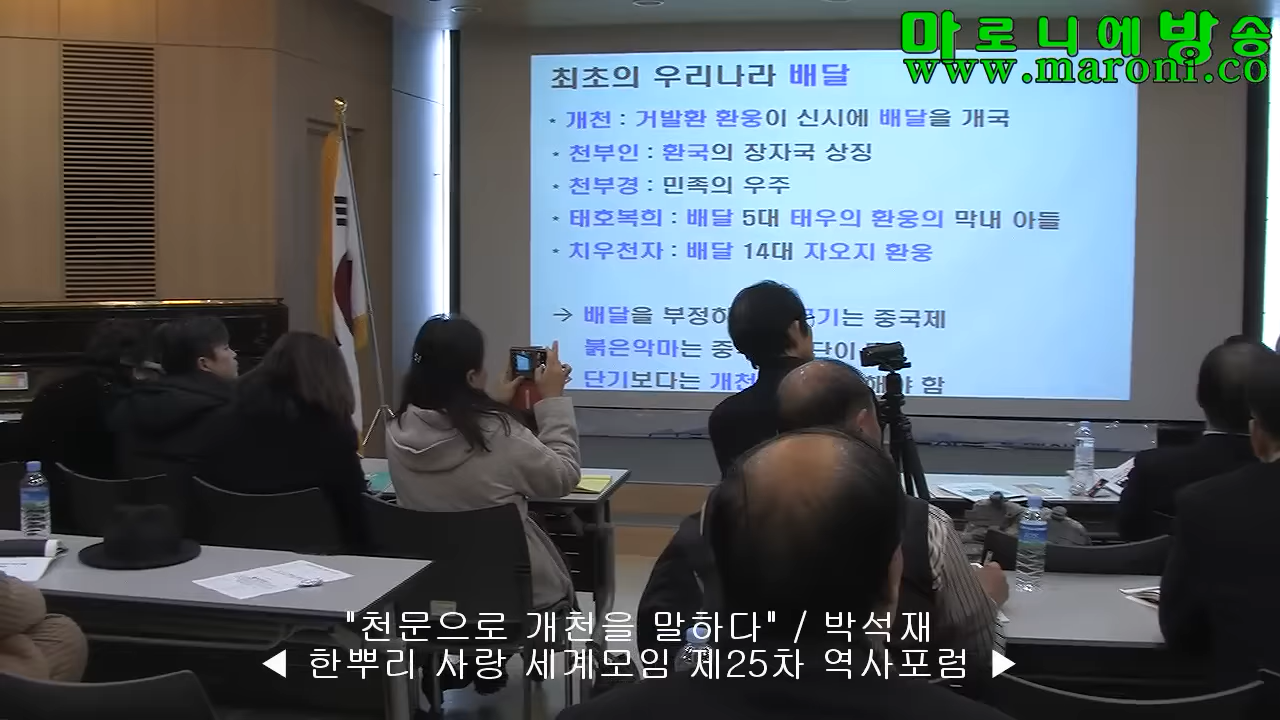 마로니에방송
www.maroni.co
최초의 우리나라 배달
* 개천 : 거발환 환웅이 신시에 배달을 개국
* 천부인 : 환국의 장자국 상징
* 천부경 : 민족의 우주
* 태호복희 : 배달 5대 태우의 환웅의 막내 아들
* 치우천자 : 배달 14대 자오지 환웅
→ 배달을 부정하 기는 중국제
붉은악마는 중 단이
단기보다는 개천 해야 함
"천문으로 개천을 말하다" / 박석재
◀ 한뿌리 사랑 세계모임 제25차 역사포럼 ▶